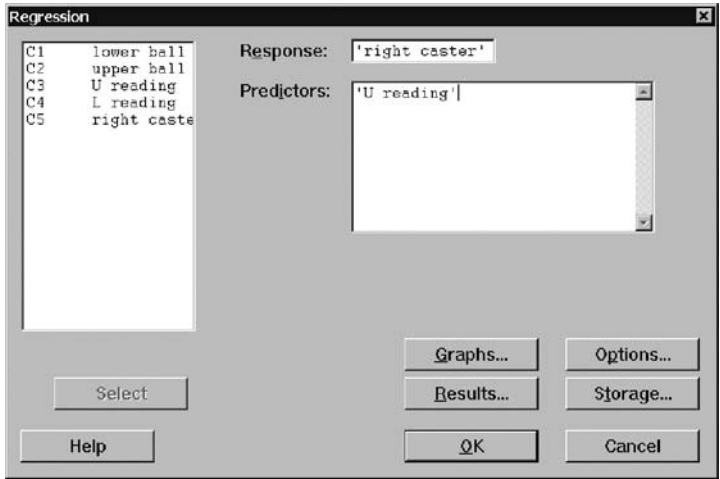 Regression
C1 lower ball
C2 upper ball
C3 U reading
C4 L reading
C5 right caste
Response: 'right caster'
Predictors: 'U reading'
Graphs... Options...
Select Results... Storage...
Help OK Cancel